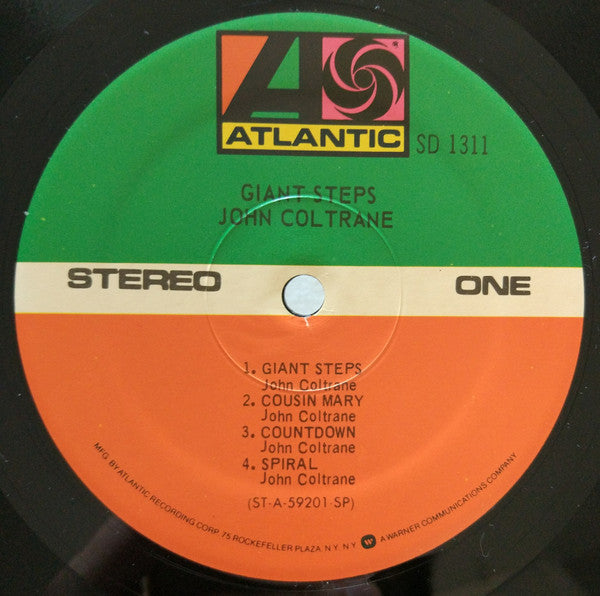 ATLANTIC
SD 1311
GIANT STEPS
JOHN COLTRANE
STEREO
ONE
1. GIANT STEPS
John Coltrane
2. COUSIN MARY
John Coltrane
3. COUNTDOWN
John Coltrane
4. SPIRAL
John Coltrane
(ST-A-59201-SP)
MFG. BY ATLANTIC RECORDING CORP. 75 ROCKEFELLER PLAZA N.Y. N.Y. W A WARNER COMMUNICATIONS COMPANY